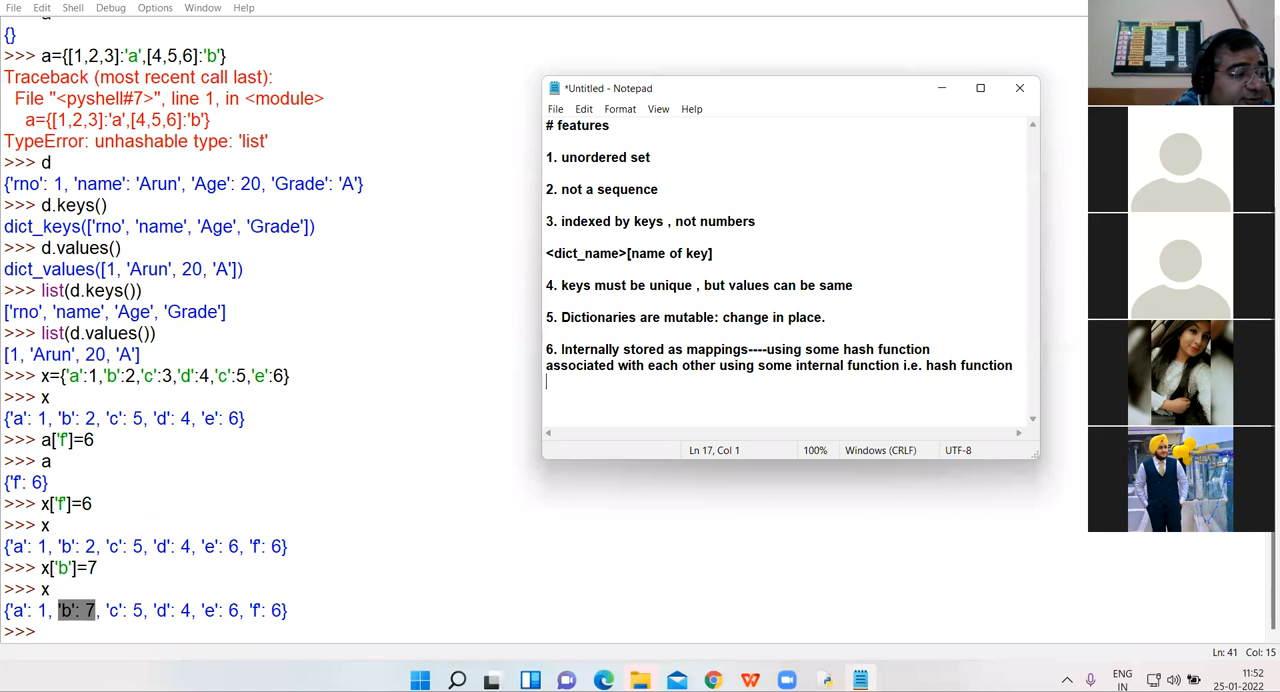 File Edit Shell Debug Options Window Help
{}
>>> a={[1,2,3]:'a',[4,5,6]:'b'}
Traceback (most recent call last):
File "<pyshell#7>", line 1, in <module>
a={[1,2,3]:'a',[4,5,6]:'b'}
TypeError: unhashable type: 'list'
>>> d
{'rno': 1, 'name': 'Arun', 'Age': 20, 'Grade': 'A'}
>>> d.keys()
dict_keys(['rno', 'name', 'Age', 'Grade'])
>>> d.values()
dict_values([1, 'Arun', 20, 'A'])
>>> list(d.keys())
['rno', 'name', 'Age', 'Grade']
>>> list(d.values())
[1, 'Arun', 20, 'A']
>>> x={'a':1,'b':2,'c':3,'d':4,'c':5,'e':6}
>>> x
{'a': 1, 'b': 2, 'c': 5, 'd': 4, 'e': 6}
>>> a['f']=6
>>> a
{'f': 6}
>>> x['f']=6
>>> x
{'a': 1, 'b': 2, 'c': 5, 'd': 4, 'e': 6, 'f': 6}
>>> x['b']=7
>>> x
{'a': 1, 'b': 7, 'c': 5, 'd': 4, 'e': 6, 'f': 6}
>>>
*Untitled - Notepad
File Edit Format View Help
# features
1. unordered set
2. not a sequence
3. indexed by keys , not numbers
<dict_name>[name of key]
4. keys must be unique , but values can be same
5. Dictionaries are mutable: change in place.
6. Internally stored as mappings----using some hash function
associated with each other using some internal function i.e. hash function
Ln 17, Col 1 100% Windows (CRLF) UTF-8
Ln: 41 Col: 15
ENG
IN
11:52
25-01-2022